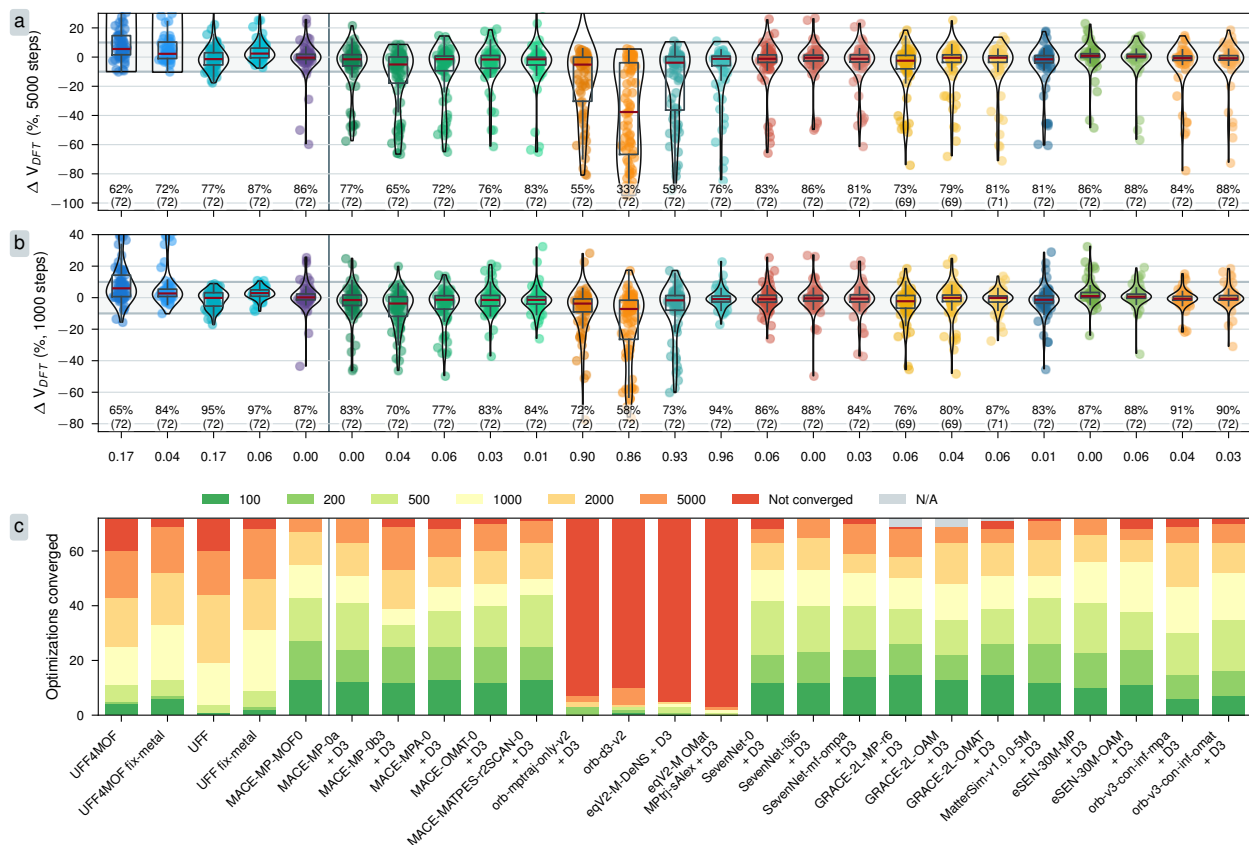 a
Δ V_DFT (%, 5000 steps)
20
0
−20
−40
−60
−80
−100
62% 72% 77% 87% 86% 77% 65% 72% 76% 83% 55% 33% 59% 76% 83% 86% 81% 73% 79% 81% 81% 86% 88% 84% 88%
(72) (72) (72) (72) (72) (72) (72) (72) (72) (72) (72) (72) (72) (72) (72) (72) (72) (69) (69) (71) (72) (72) (72) (72) (72)
b
Δ V_DFT (%, 1000 steps)
40
20
0
−20
−40
−60
−80
65% 84% 95% 97% 87% 83% 70% 77% 83% 84% 72% 58% 73% 94% 86% 88% 84% 76% 80% 87% 83% 87% 88% 91% 90%
(72) (72) (72) (72) (72) (72) (72) (72) (72) (72) (72) (72) (72) (72) (72) (72) (72) (69) (69) (71) (72) (72) (72) (72) (72)
0.17 0.04 0.17 0.06 0.00 0.00 0.04 0.06 0.03 0.01 0.90 0.86 0.93 0.96 0.06 0.00 0.03 0.06 0.04 0.06 0.01 0.00 0.06 0.04 0.03
100 200 500 1000 2000 5000 Not converged N/A
c
Optimizations converged
60
40
20
0
UFF4MOF
UFF4MOF fix-metal
UFF
UFF fix-metal
MACE-MP-MOF0
MACE-MP-0a
+ D3
MACE-MP-0b3
+ D3
MACE-MPA-0
+ D3
MACE-OMAT-0
+ D3
MACE-MATPES-r2SCAN-0
+ D3
orb-mptraj-only-v2
+ D3
orb-d3-v2
eqV2-M-DeNS + D3
eqV2-M OMat
MPtrj-sAlex + D3
SevenNet-0
+ D3
SevenNet-l3i5
+ D3
SevenNet-mf-ompa
+ D3
GRACE-2L-MP-r6
+ D3
GRACE-2L-OAM
+ D3
GRACE-2L-OMAT
+ D3
MatterSim-v1.0.0-5M
+ D3
eSEN-30M-MP
+ D3
eSEN-30M-OAM
+ D3
orb-v3-con-inf-mpa
+ D3
orb-v3-con-inf-omat
+ D3